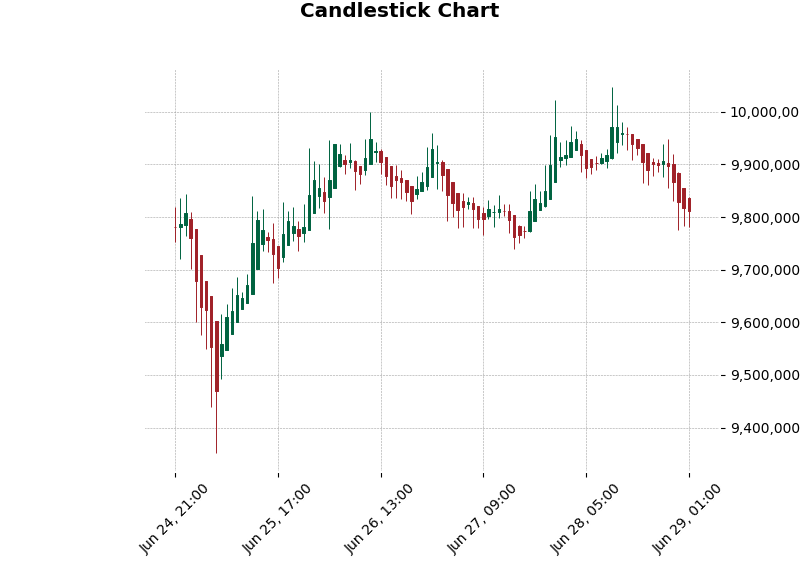 Candlestick Chart
10,000,00
9,900,000
9,800,000
9,700,000
9,600,000
9,500,000
9,400,000
Jun 24, 21:00
Jun 25, 17:00
Jun 26, 13:00
Jun 27, 09:00
Jun 28, 05:00
Jun 29, 01:00